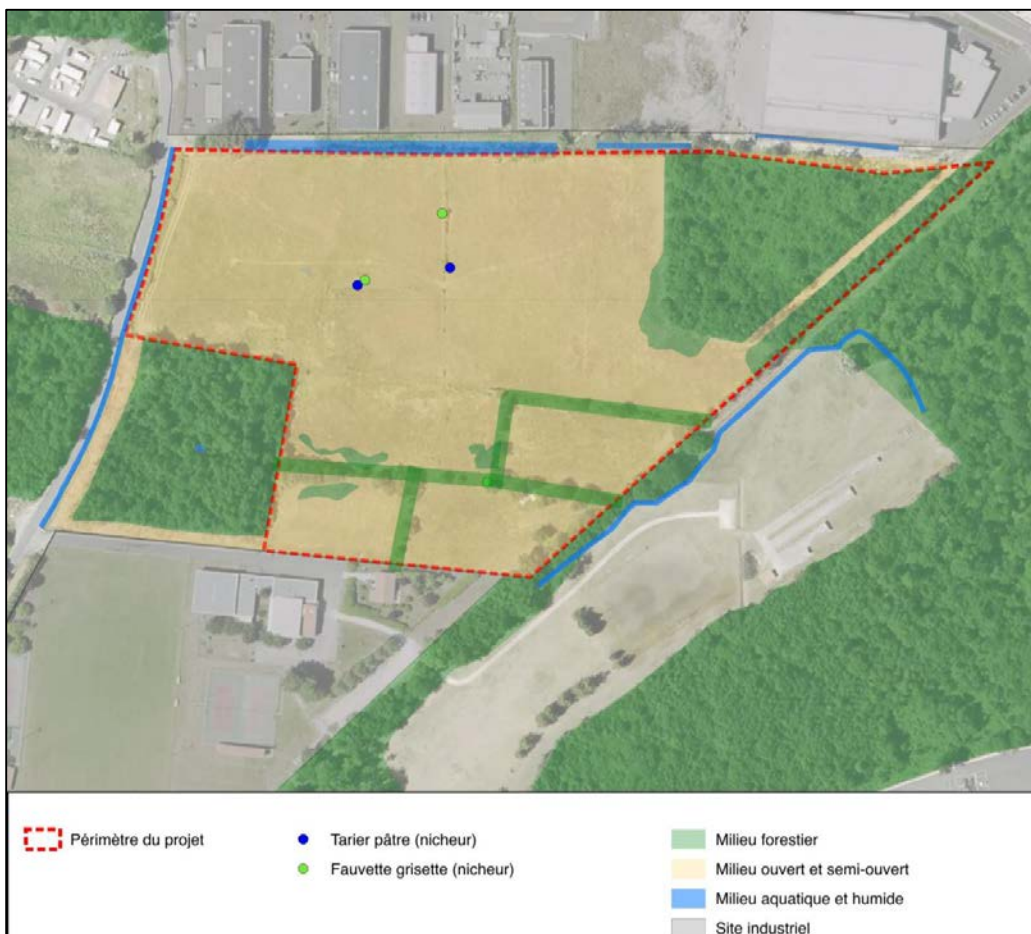 Périmètre du projet
Tarier pâtre (nicheur)
Fauvette grisette (nicheur)
Milieu forestier
Milieu ouvert et semi-ouvert
Milieu aquatique et humide
Site industriel